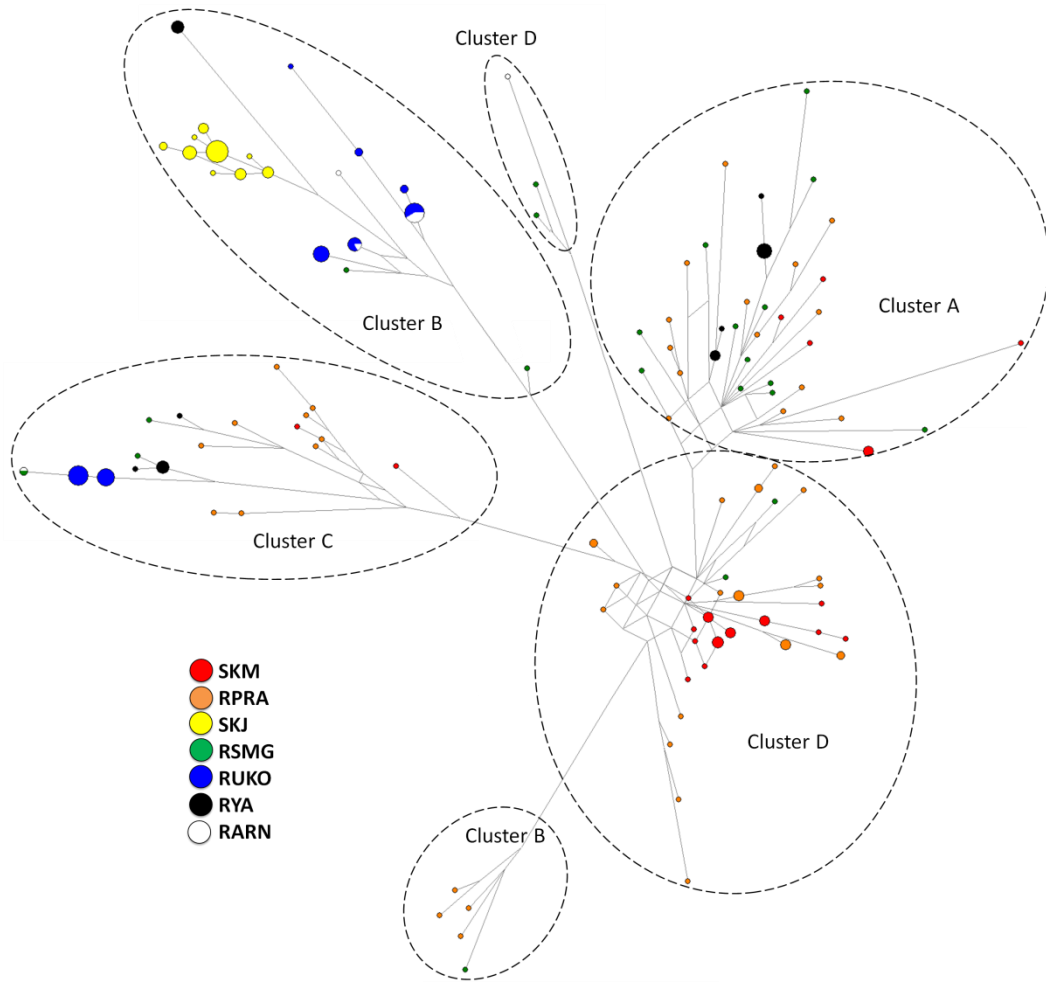 Cluster D
Cluster A
Cluster B
Cluster C
SKM
RPRA
SKJ
RSMG
RUKO
RYA
RARN
Cluster D
Cluster B